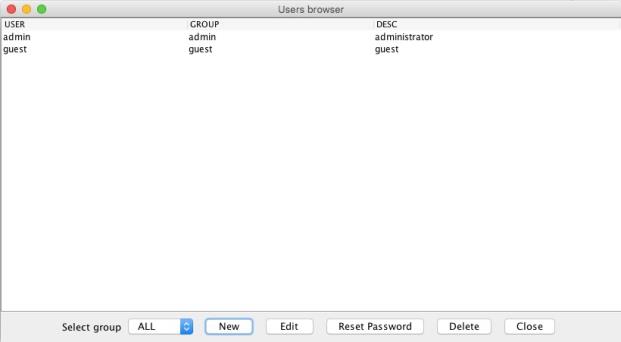 Users browser
USER GROUP DESC
admin admin administrator
guest guest guest
Select group ALL New Edit Reset Password Delete Close